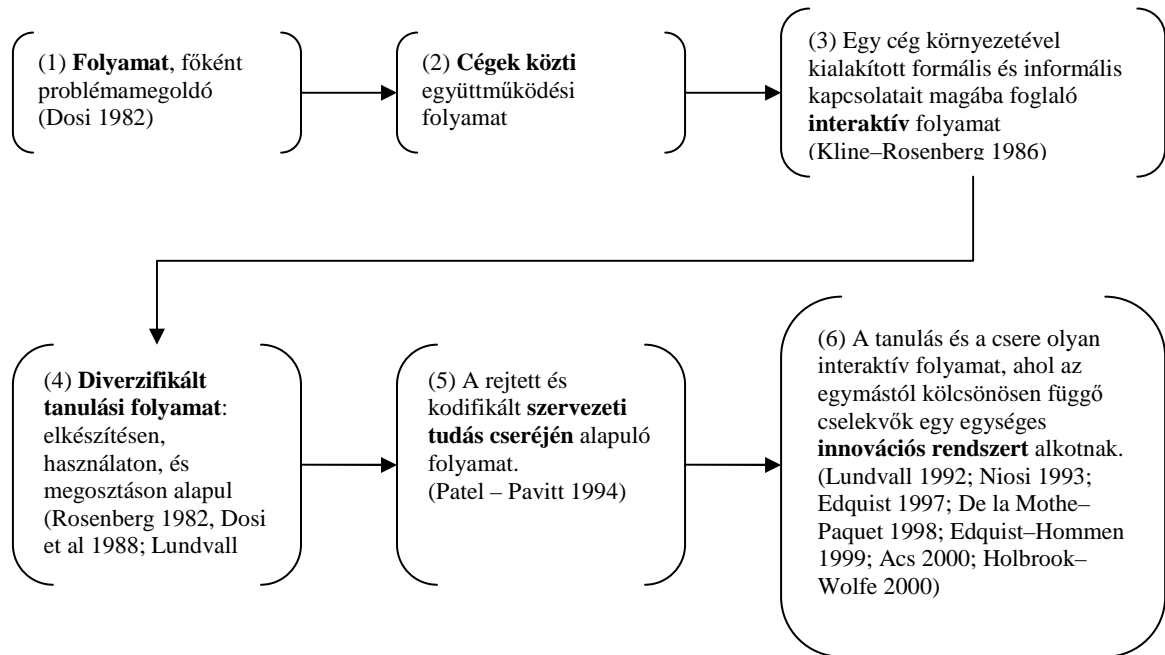 (1) Folyamat, főként
problémamegoldó
(Dosi 1982)
(2) Cégek közti
együttműködési
folyamat
(3) Egy cég környezetével
kialakított formális és informális
kapcsolatait magába foglaló
interaktív folyamat
(Kline–Rosenberg 1986)
(4) Diverzifikált
tanulási folyamat:
elkészítésen,
használaton, és
megosztáson alapul
(Rosenberg 1982, Dosi
et al 1988; Lundvall
(5) A rejtett és
kodifikált szervezeti
tudás cseréjén alapuló
folyamat.
(Patel – Pavitt 1994)
(6) A tanulás és a csere olyan
interaktív folyamat, ahol az
egymástól kölcsönösen függő
cselekvők egy egységes
innovációs rendszert alkotnak.
(Lundvall 1992; Niosi 1993;
Edquist 1997; De la Mothe–
Paquet 1998; Edquist–Hommen
1999; Acs 2000; Holbrook–
Wolfe 2000)